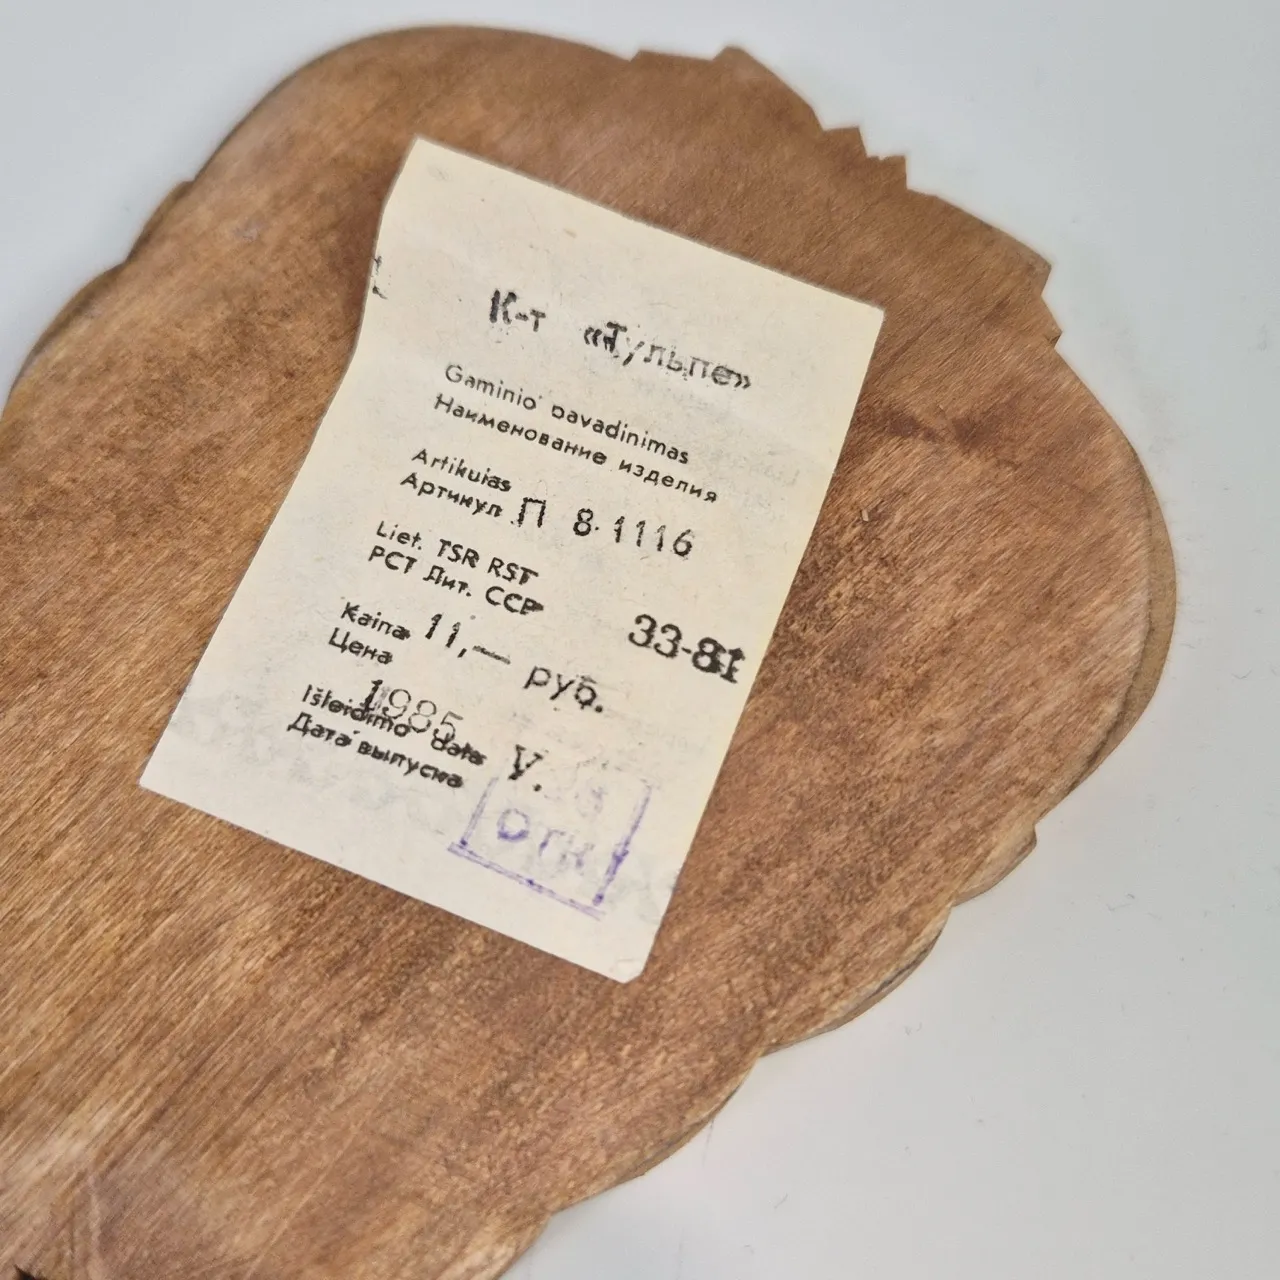 К-т «Тульпе»
Gaminio pavadinimas
Наименование изделия
Artikulas
Артикул П 8.1116
Liet. TSR RST
РСТ Лит. ССР 33-81
Kaina 11,— руб.
Цена
1985
Išleidimo data V.
Дата выпуска
ОТК